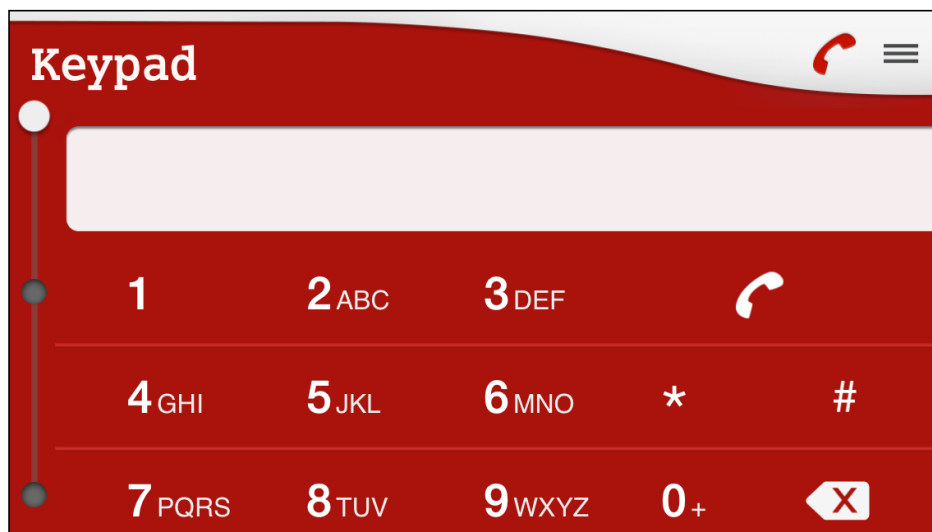 Keypad
1 2 ABC 3 DEF
4 GHI 5 JKL 6 MNO * #
7 PQRS 8 TUV 9 WXYZ 0 + X